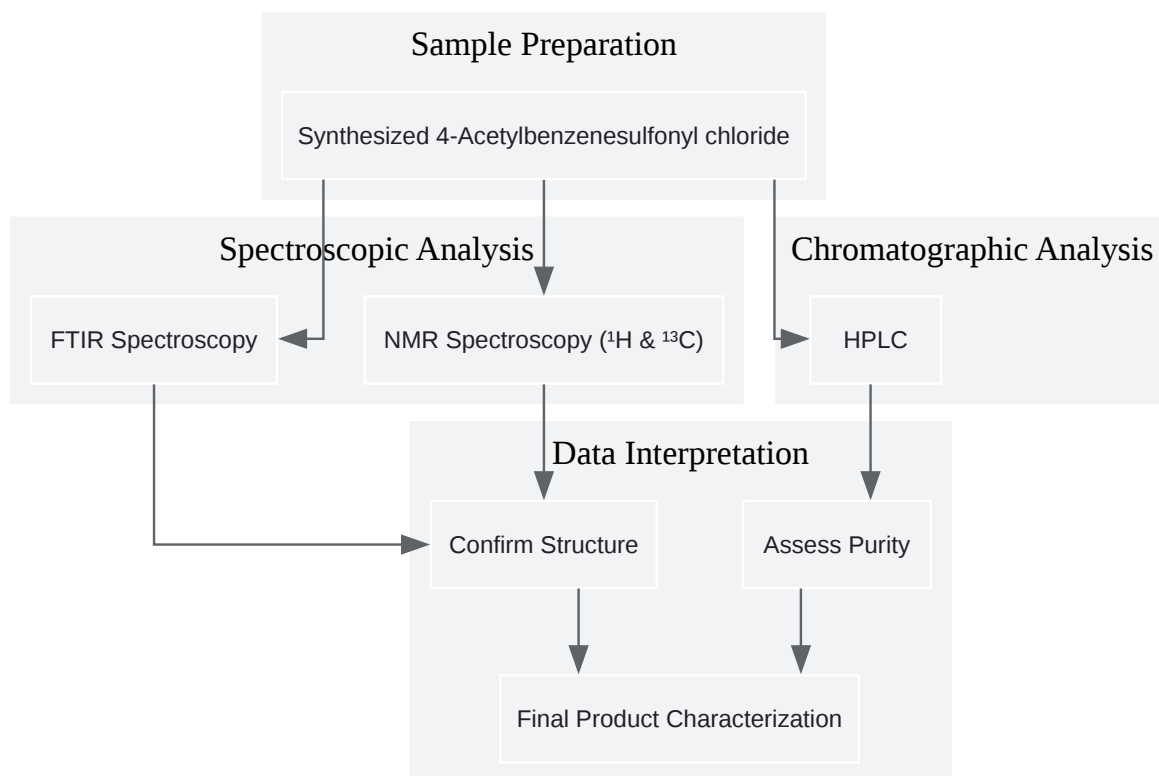 Sample Preparation
Synthesized 4-Acetylbenzenesulfonyl chloride
Spectroscopic Analysis
Chromatographic Analysis
FTIR Spectroscopy
NMR Spectroscopy (¹H & ¹³C)
HPLC
Data Interpretation
Confirm Structure
Assess Purity
Final Product Characterization